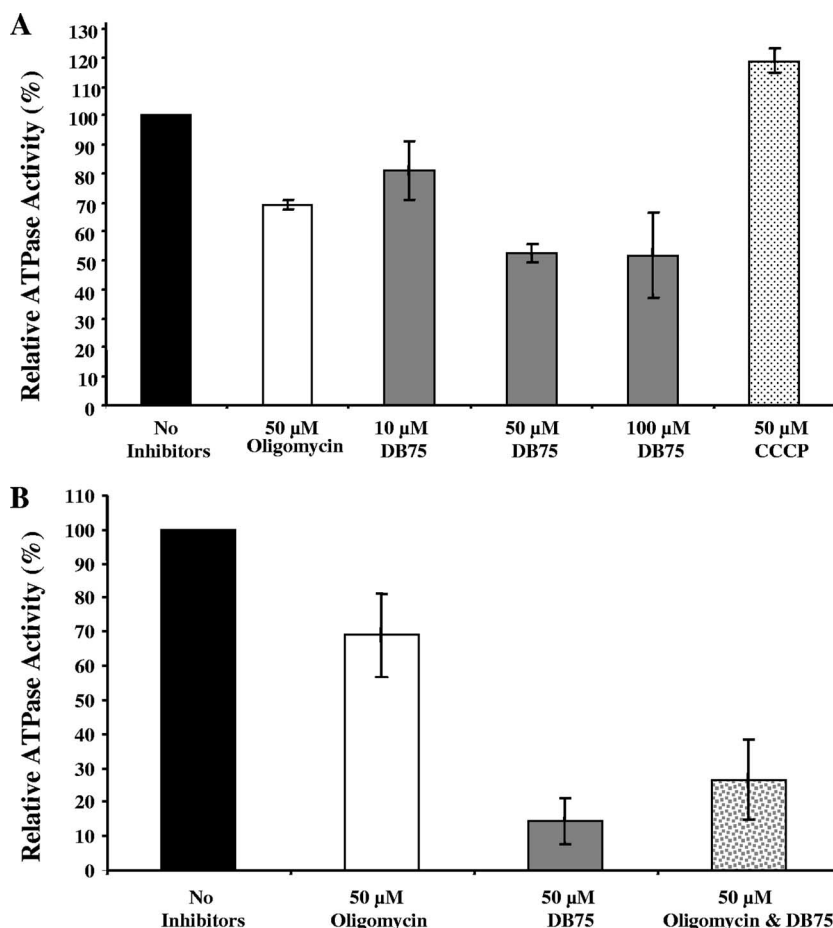 A
Relative ATPase Activity (%)
130
120
110
100
90
80
70
60
50
40
30
20
10
0
No
Inhibitors
50 µM
Oligomycin
10 µM
DB75
50 µM
DB75
100 µM
DB75
50 µM
CCCP
B
Relative ATPase Activity (%)
110
100
90
80
70
60
50
40
30
20
10
0
No
Inhibitors
50 µM
Oligomycin
50 µM
DB75
50 µM
Oligomycin & DB75